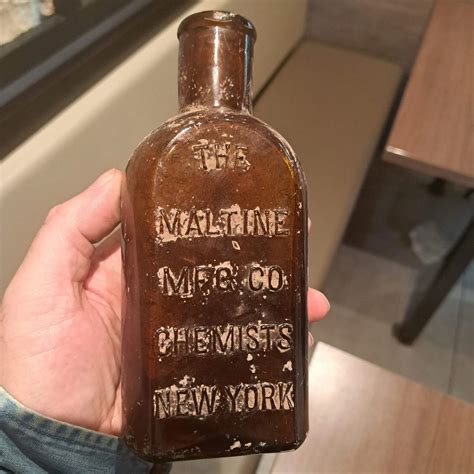 THE
MALTINE
MFG CO
CHEMISTS
NEW YORK